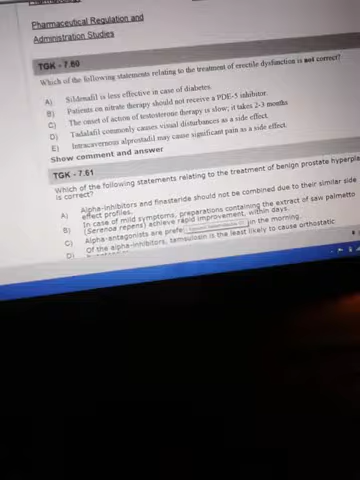 Pharmaceutical Regulation and
Administration Studies
TGK - 7.60
Which of the following statements relating to the treatment of erectile dysfunction is not correct?
A) Sildenafil is less effective in case of diabetes.
B) Patients on nitrate therapy should not receive a PDE-5 inhibitor.
C) The onset of action of testosterone therapy is slow; it takes 2-3 months
D) Tadalafil commonly causes visual disturbances as a side effect.
E) Intracavernous alprostadil may cause significant pain as a side effect.
Show comment and answer
TGK - 7.61
Which of the following statements relating to the treatment of benign prostate hyperpla
is correct?
A) Alpha-inhibitors and finasteride should not be combined due to their similar side
effect profiles.
B) In case of mild symptoms, preparations containing the extract of saw palmatto
(Serenoa repens) achieve rapid improvement, within days.
C) Alpha-antagonists are prefe in the morning.
D) Of the alpha-inhibitors, tamsulosin is the least likely to cause orthostatic